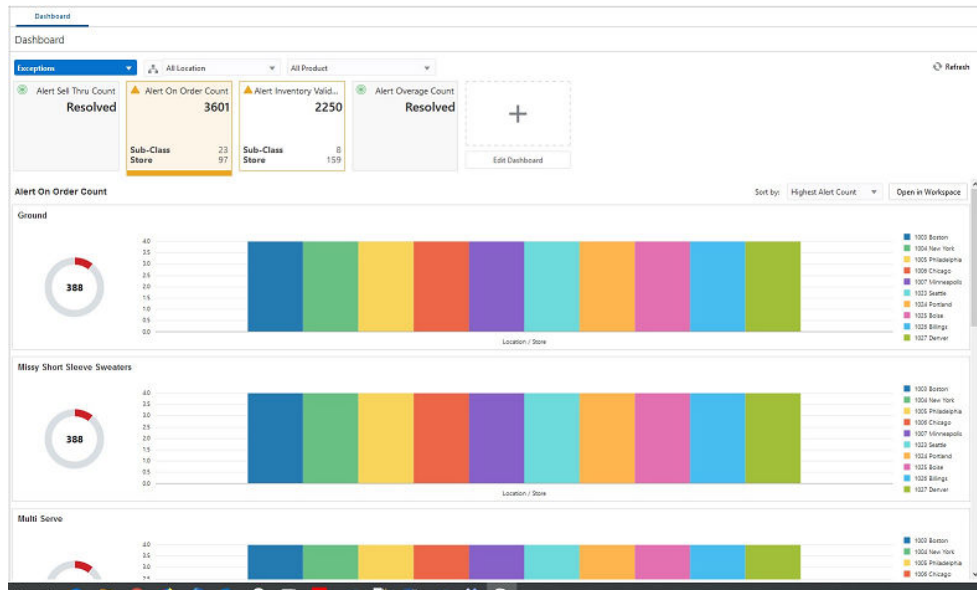 Dashboard
Dashboard
Exceptions All Location All Product Refresh
Alert Sell Thru Count
Resolved
Alert On Order Count
3601
Sub-Class 23
Store 97
Alert Inventory Valid...
2250
Sub-Class 8
Store 159
Alert Overage Count
Resolved
Edit Dashboard
Alert On Order Count
Sort by: Highest Alert Count Open in Workspace
Ground
388
4.0
3.5
3.0
2.5
2.0
1.5
1.0
0.5
0.0
Location / Store
1003 Boston
1004 New York
1005 Philadelphia
1006 Chicago
1007 Minneapolis
1023 Seattle
1024 Portland
1025 Boise
1026 Billings
1027 Denver
Missy Short Sleeve Sweaters
388
4.0
3.5
3.0
2.5
2.0
1.5
1.0
0.5
0.0
Location / Store
1003 Boston
1004 New York
1005 Philadelphia
1006 Chicago
1007 Minneapolis
1023 Seattle
1024 Portland
1025 Boise
1026 Billings
1027 Denver
Multi Serve
4.0
3.5
3.0
1003 Boston
1004 New York
1005 Philadelphia
1006 Chicago